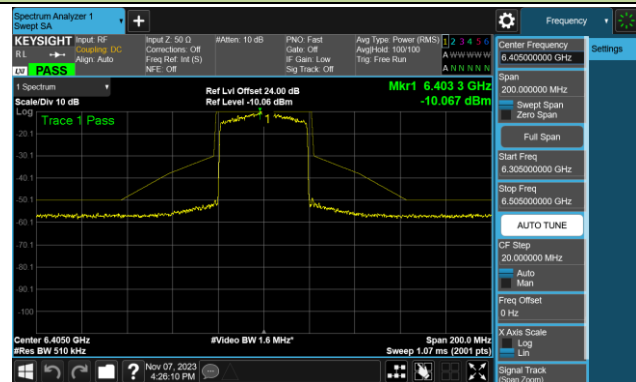 Spectrum Analyzer 1
Swept SA
Frequency
KEYSIGHT
RL
PASS
Input: RF
Coupling: DC
Align: Auto
Input Z: 50 Ω
Corrections: Off
Freq Ref: Int (S)
NFE: Off
#Atten: 10 dB
PNO: Fast
Gate: Off
IF Gain: Low
Sig Track: Off
Avg Type: Power (RMS)
Avg|Hold: 100/100
Trig: Free Run
1 2 3 4 5 6
A W W W W W
A N N N N N
1 Spectrum
Scale/Div 10 dB
Ref Lvl Offset 24.00 dB
Ref Level -10.06 dBm
Mkr1 6.403 3 GHz
-10.067 dBm
Log
Trace 1 Pass
1
-20.1
-30.1
-40.1
-50.1
-60.1
-70.1
-80.1
-90.1
-100
Center 6.4050 GHz
#Res BW 510 kHz
#Video BW 1.6 MHz*
Span 200.0 MHz
Sweep 1.07 ms (2001 pts)
Center Frequency
6.405000000 GHz
Settings
Span
200.000000 MHz
Swept Span
Zero Span
Full Span
Start Freq
6.305000000 GHz
Stop Freq
6.505000000 GHz
AUTO TUNE
CF Step
20.000000 MHz
Auto
Man
Freq Offset
0 Hz
X Axis Scale
Log
Lin
Signal Track
(Span Zoom)
?
Nov 07, 2023
4:26:10 PM